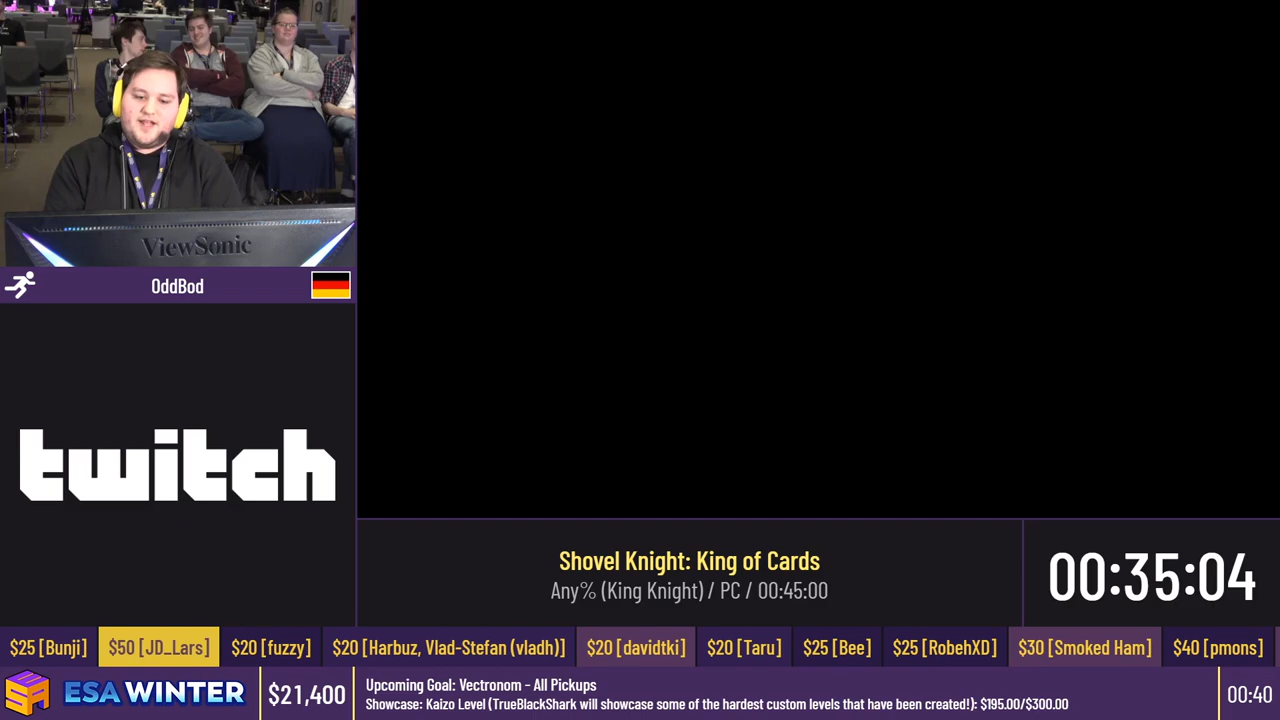 ViewSonic
OddBod
twitch
Shovel Knight: King of Cards
Any% (King Knight) / PC / 00:45:00
00:35:04
$25 [Bunji] $50 [JD_Lars] $20 [fuzzy] $20 [Harbuz, Vlad-Stefan (vladh)] $20 [davidtki] $20 [Taru] $25 [Bee] $25 [RobehXD] $30 [Smoked Ham] $40 [pmons]
ESA WINTER
$21,400
Upcoming Goal: Vectronom - All Pickups
Showcase: Kaizo Level (TrueBlackShark will showcase some of the hardest custom levels that have been created!): $195.00/$300.00
00:40